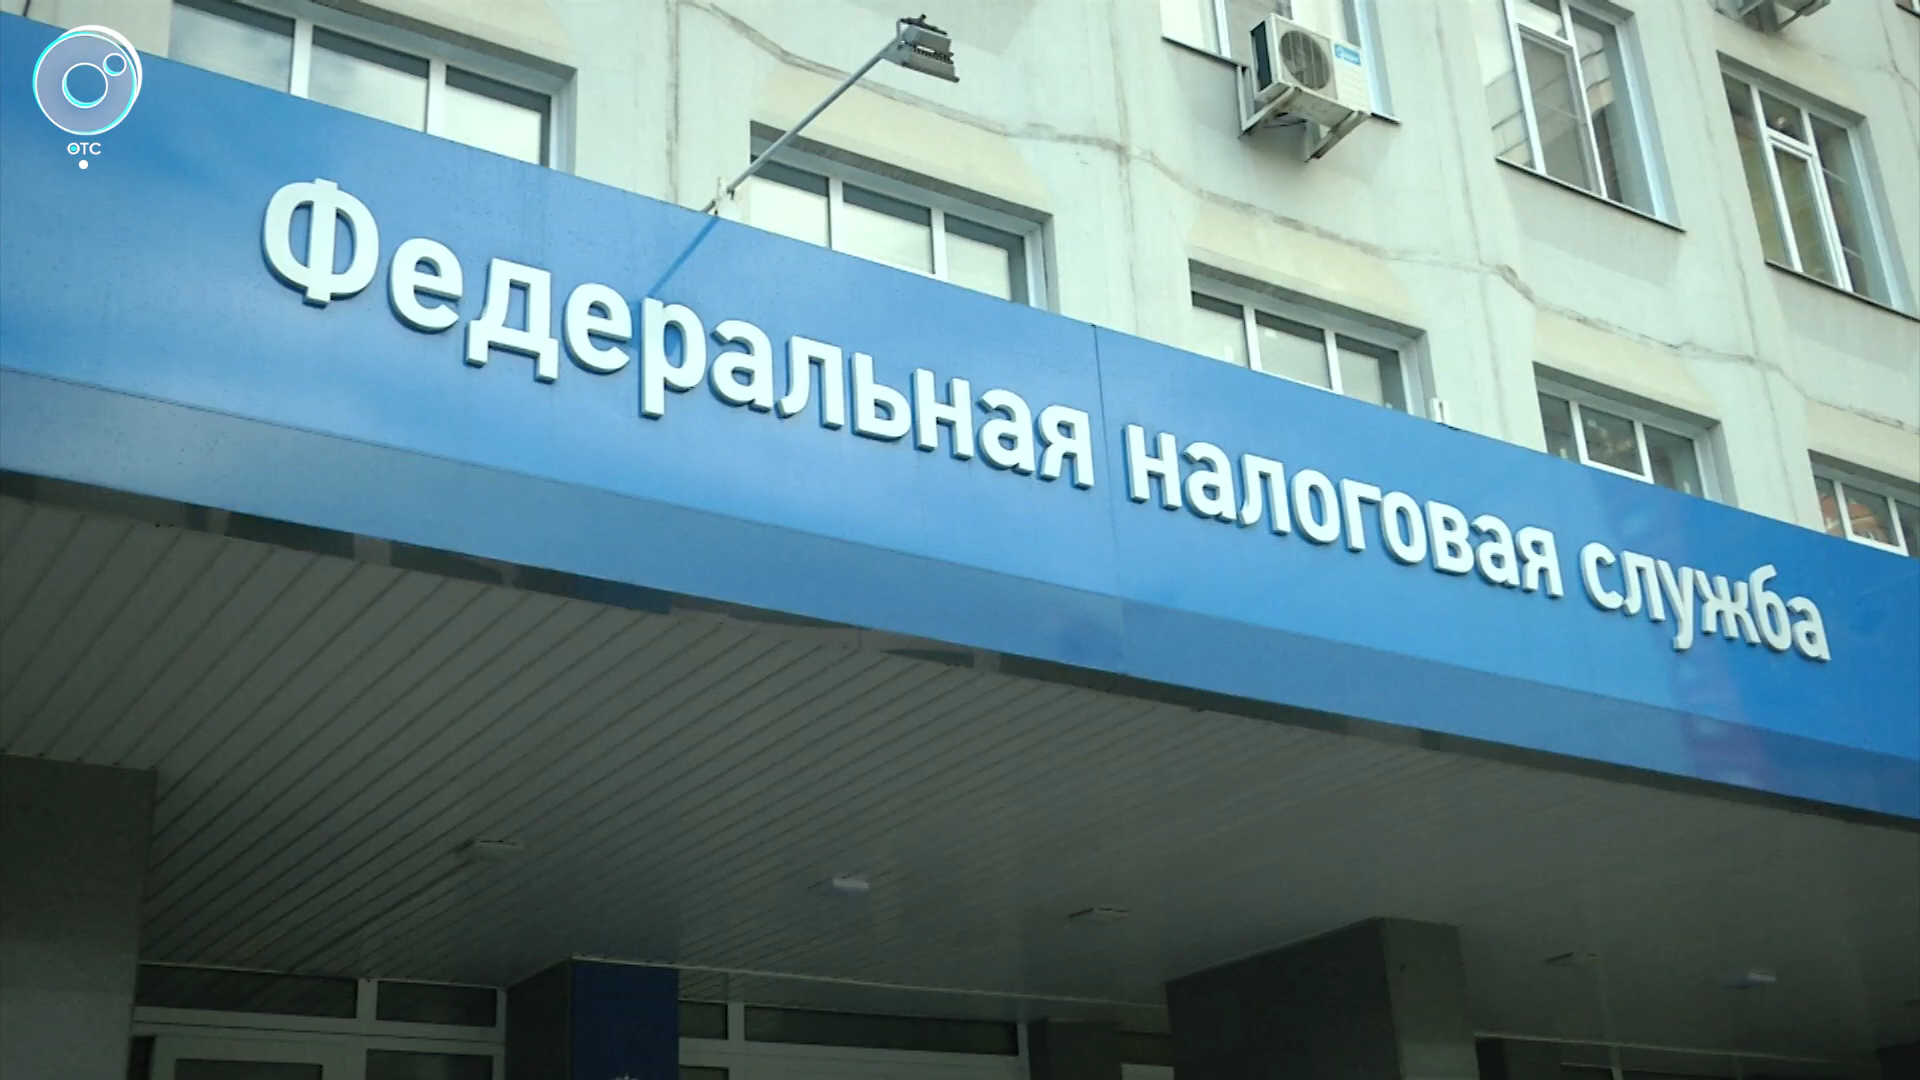 ОТС
Федеральная налоговая служба